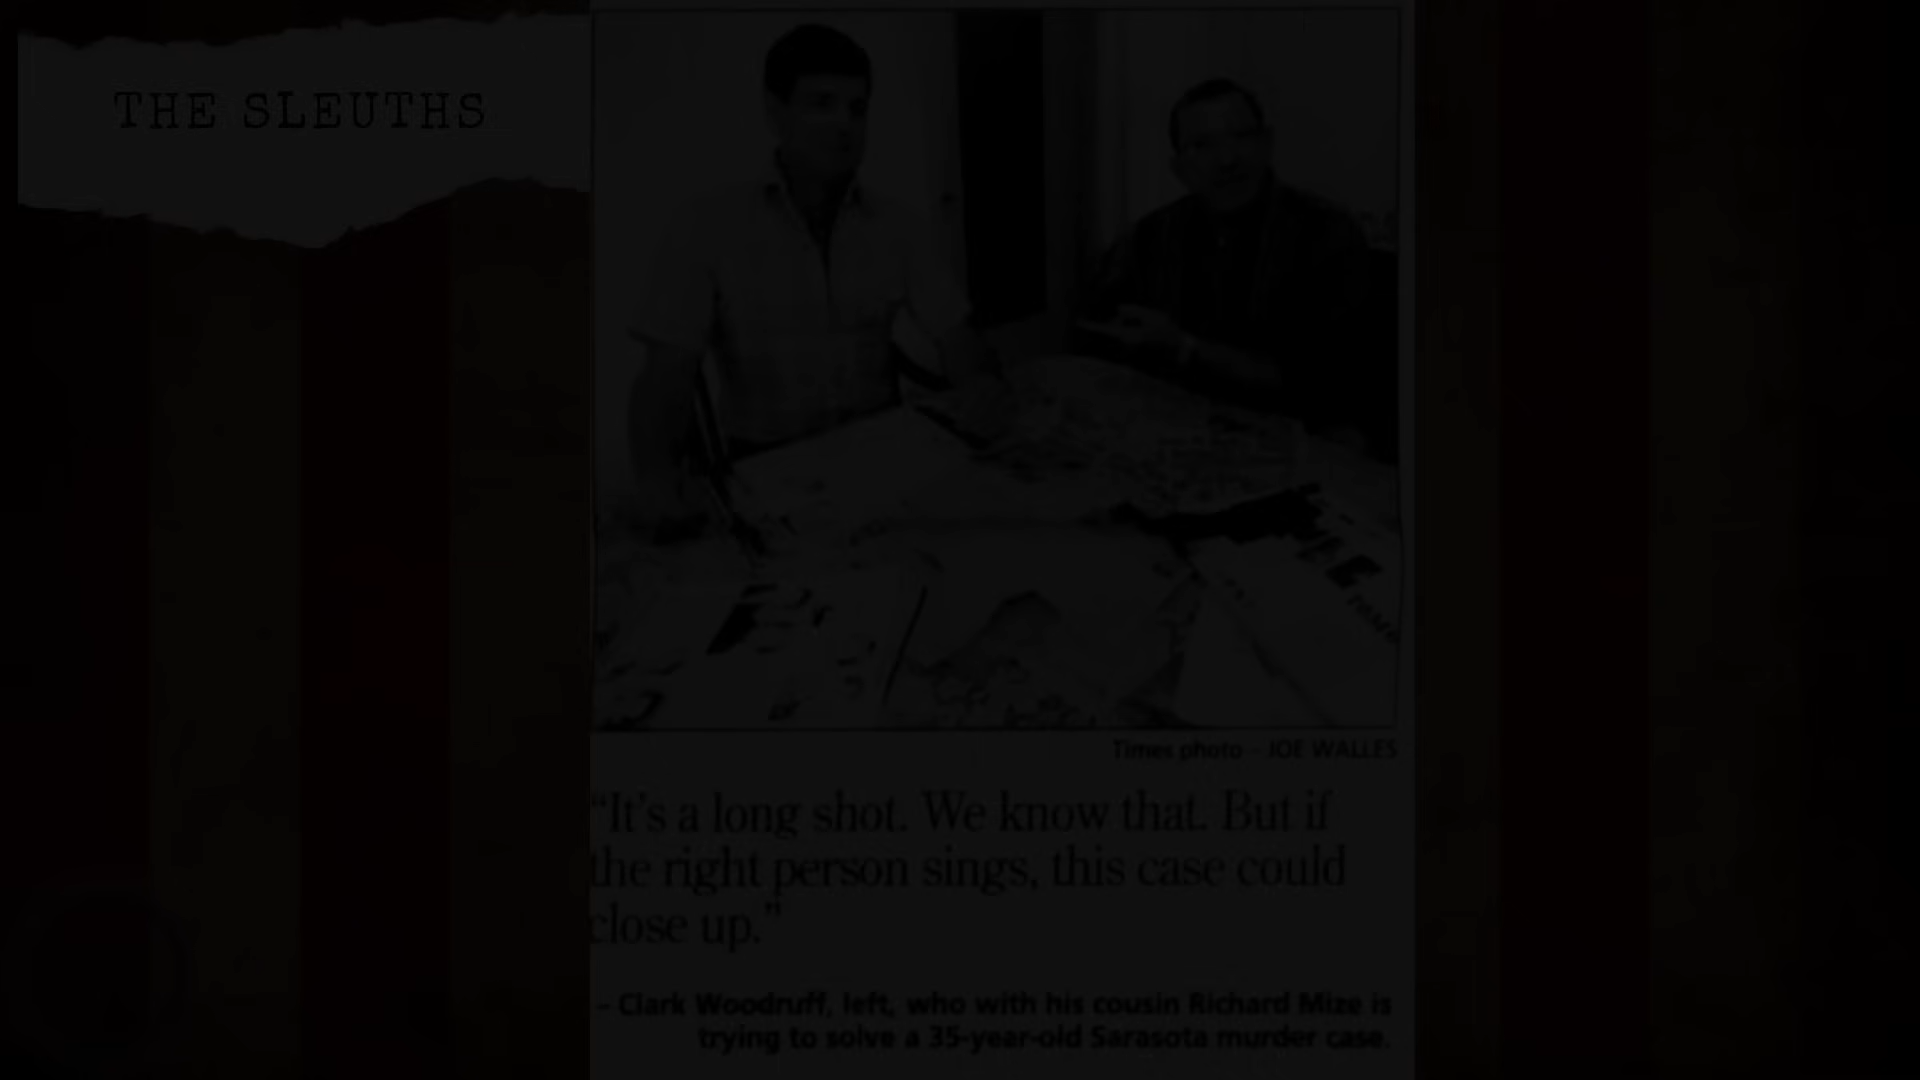 THE SLEUTHS
Times photo - JOE WALLES
“It's a long shot. We know that. But if
the right person sings, this case could
close up.”
– Clark Woodruff, left, who with his cousin Richard Mize is
trying to solve a 35-year-old Sarasota murder case.